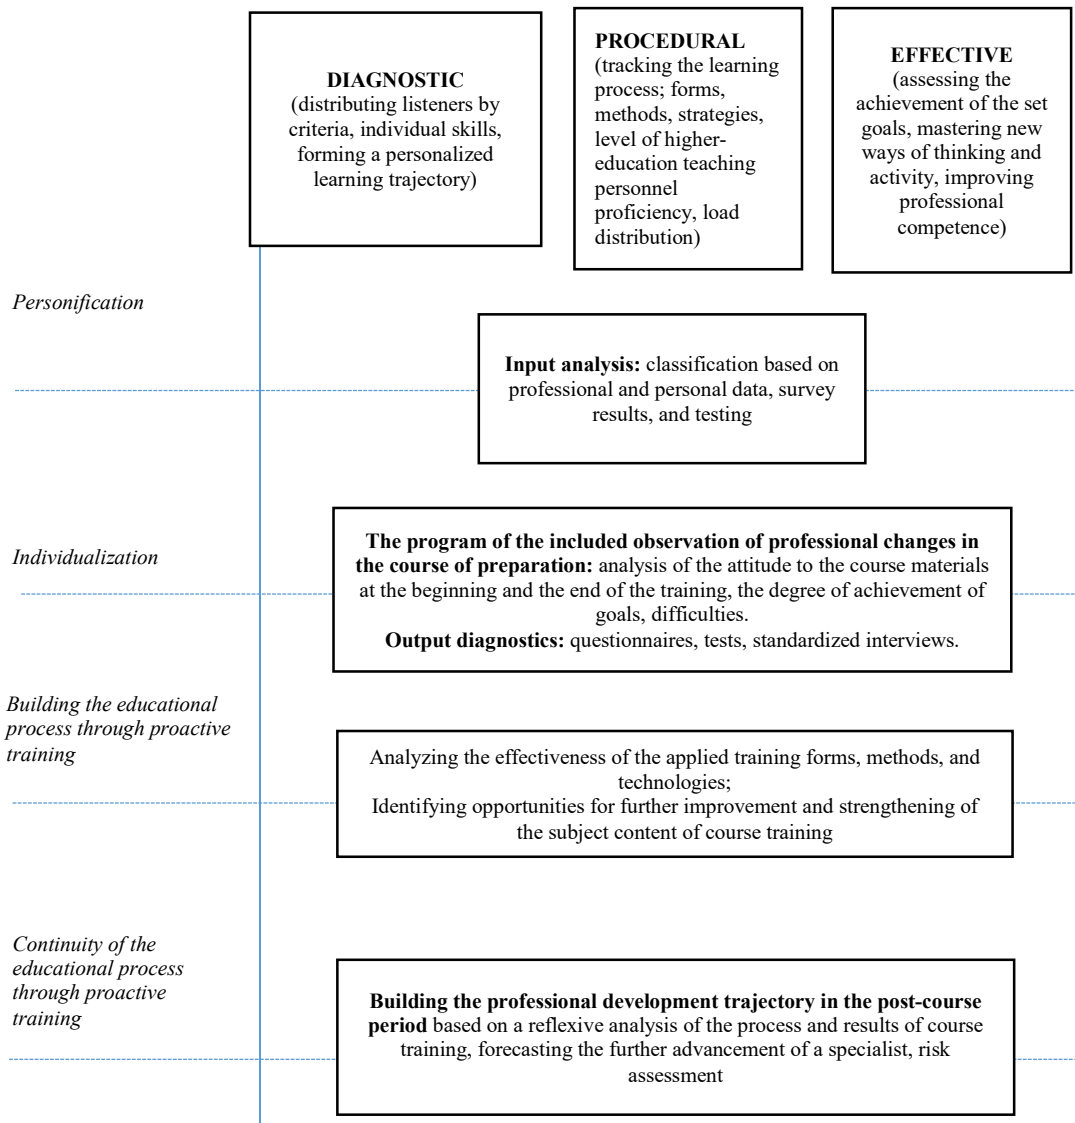 DIAGNOSTIC
(distributing listeners by
criteria, individual skills,
forming a personalized
learning trajectory)
PROCEDURAL
(tracking the learning
process; forms,
methods, strategies,
level of higher-
education teaching
personnel
proficiency, load
distribution)
EFFECTIVE
(assessing the
achievement of the set
goals, mastering new
ways of thinking and
activity, improving
professional
competence)
Personification
Input analysis: classification based on
professional and personal data, survey
results, and testing
Individualization
The program of the included observation of professional changes in
the course of preparation: analysis of the attitude to the course materials
at the beginning and the end of the training, the degree of achievement of
goals, difficulties.
Output diagnostics: questionnaires, tests, standardized interviews.
Building the educational
process through proactive
training
Analyzing the effectiveness of the applied training forms, methods, and
technologies;
Identifying opportunities for further improvement and strengthening of
the subject content of course training
Continuity of the
educational process
through proactive
training
Building the professional development trajectory in the post-course
period based on a reflexive analysis of the process and results of course
training, forecasting the further advancement of a specialist, risk
assessment